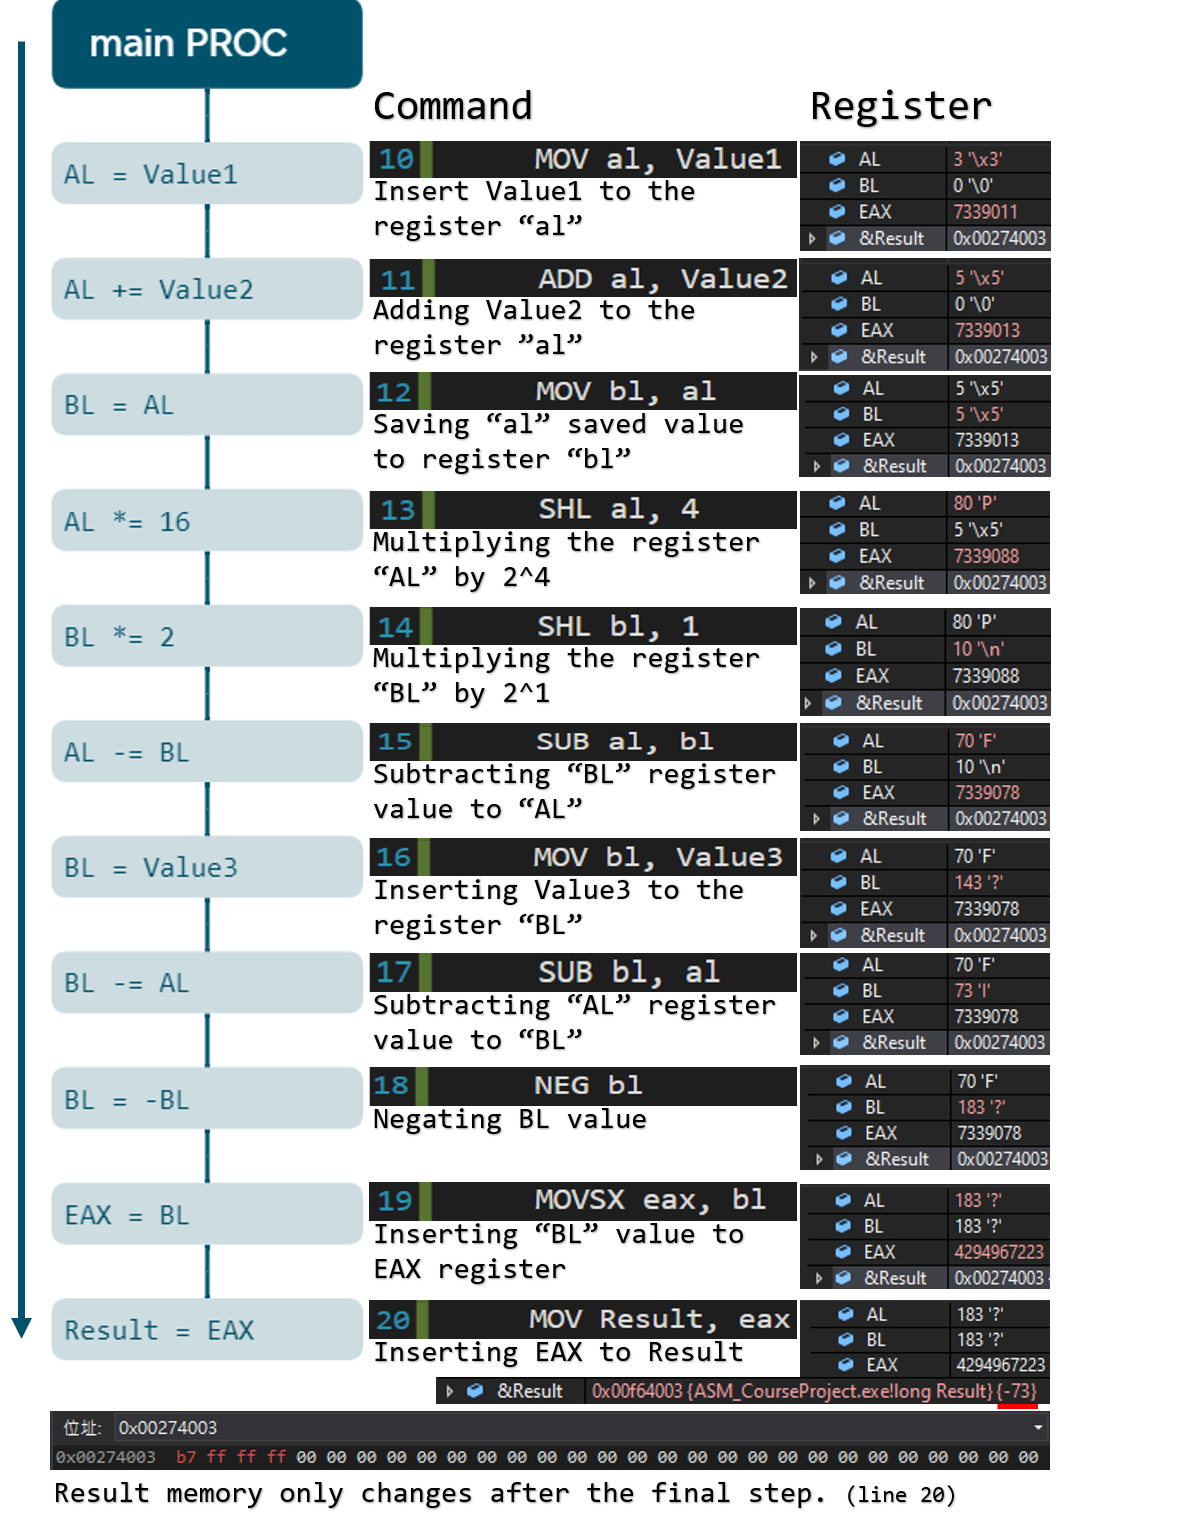 main PROC
Command
Register
AL = Value1
10 MOV al, Value1
Insert Value1 to the
register “al”
AL 3 '\x3'
BL 0 '\0'
EAX 7339011
&Result 0x00274003
AL += Value2
11 ADD al, Value2
Adding Value2 to the
register ”al”
AL 5 '\x5'
BL 0 '\0'
EAX 7339013
&Result 0x00274003
BL = AL
12 MOV bl, al
Saving “al” saved value
to register “bl”
AL 5 '\x5'
BL 5 '\x5'
EAX 7339013
&Result 0x00274003
AL *= 16
13 SHL al, 4
Multiplying the register
“AL” by 2^4
AL 80 'P'
BL 5 '\x5'
EAX 7339088
&Result 0x00274003
BL *= 2
14 SHL bl, 1
Multiplying the register
“BL” by 2^1
AL 80 'P'
BL 10 '\n'
EAX 7339088
&Result 0x00274003
AL -= BL
15 SUB al, bl
Subtracting “BL” register
value to “AL”
AL 70 'F'
BL 10 '\n'
EAX 7339078
&Result 0x00274003
BL = Value3
16 MOV bl, Value3
Inserting Value3 to the
register “BL”
AL 70 'F'
BL 143 '?'
EAX 7339078
&Result 0x00274003
BL -= AL
17 SUB bl, al
Subtracting “AL” register
value to “BL”
AL 70 'F'
BL 73 'I'
EAX 7339078
&Result 0x00274003
BL = -BL
18 NEG bl
Negating BL value
AL 70 'F'
BL 183 '?'
EAX 7339078
&Result 0x00274003
EAX = BL
19 MOVSX eax, bl
Inserting “BL” value to
EAX register
AL 183 '?'
BL 183 '?'
EAX 4294967223
&Result 0x00274003
Result = EAX
20 MOV Result, eax
Inserting EAX to Result
AL 183 '?'
BL 183 '?'
EAX 4294967223
&Result 0x00f64003 {ASM_CourseProject.exe!long Result} {-73}
位址: 0x00274003
0x00274003 b7 ff ff ff 00 00 00 00 00 00 00 00 00 00 00 00 00 00 00 00 00 00 00 00 00 00 00 00 00
Result memory only changes after the final step. (line 20)